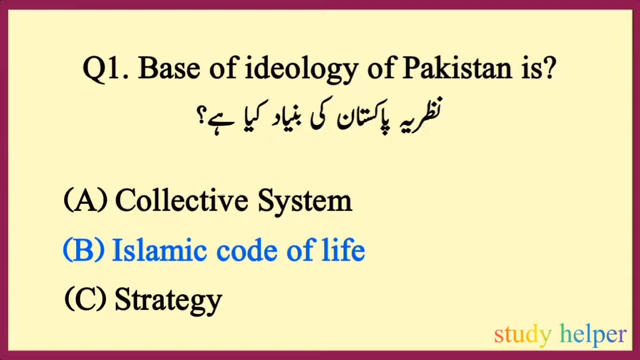 Q1. Base of ideology of Pakistan is?
نظریہ پاکستان کی بنیاد کیا ہے؟
(A) Collective System
(B) Islamic code of life
(C) Strategy
study helper